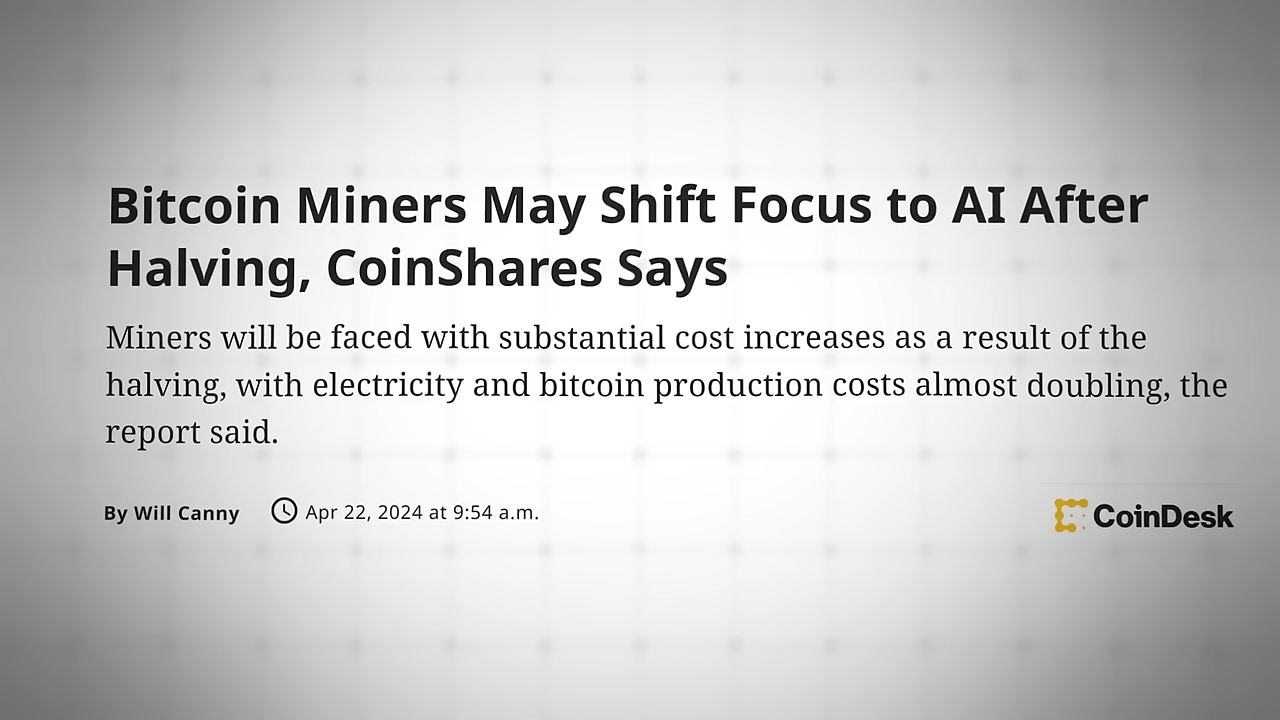 Bitcoin Miners May Shift Focus to AI After
Halving, CoinShares Says
Miners will be faced with substantial cost increases as a result of the
halving, with electricity and bitcoin production costs almost doubling, the
report said.
By Will Canny Apr 22, 2024 at 9:54 a.m.
CoinDesk